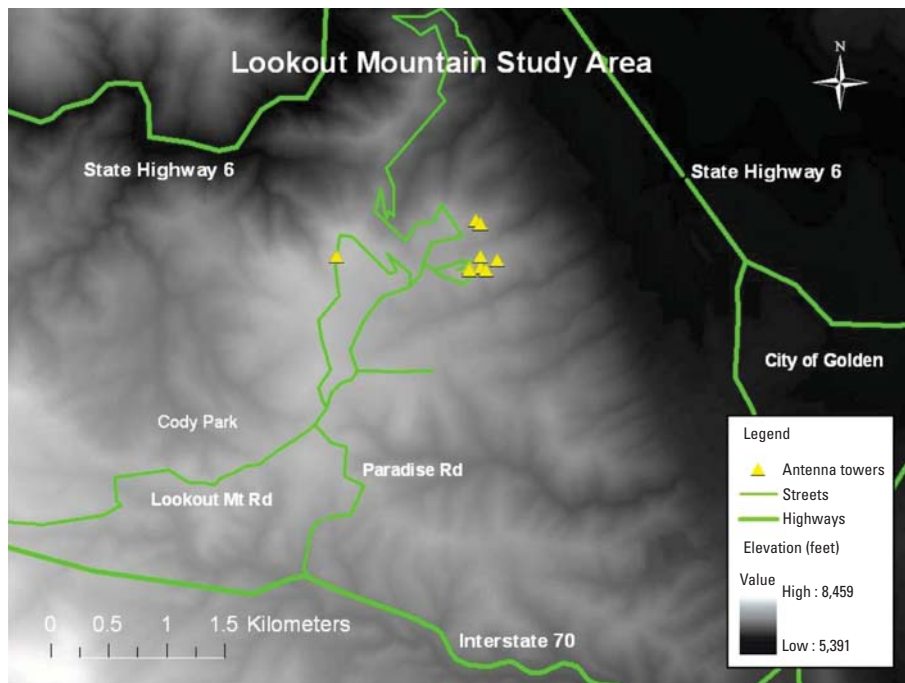 Lookout Mountain Study Area
N
State Highway 6
State Highway 6
City of Golden
Cody Park
Paradise Rd
Lookout Mt Rd
Interstate 70
0 0.5 1 1.5 Kilometers
Legend
Antenna towers
Streets
Highways
Elevation (feet)
Value
High : 8,459
Low : 5,391